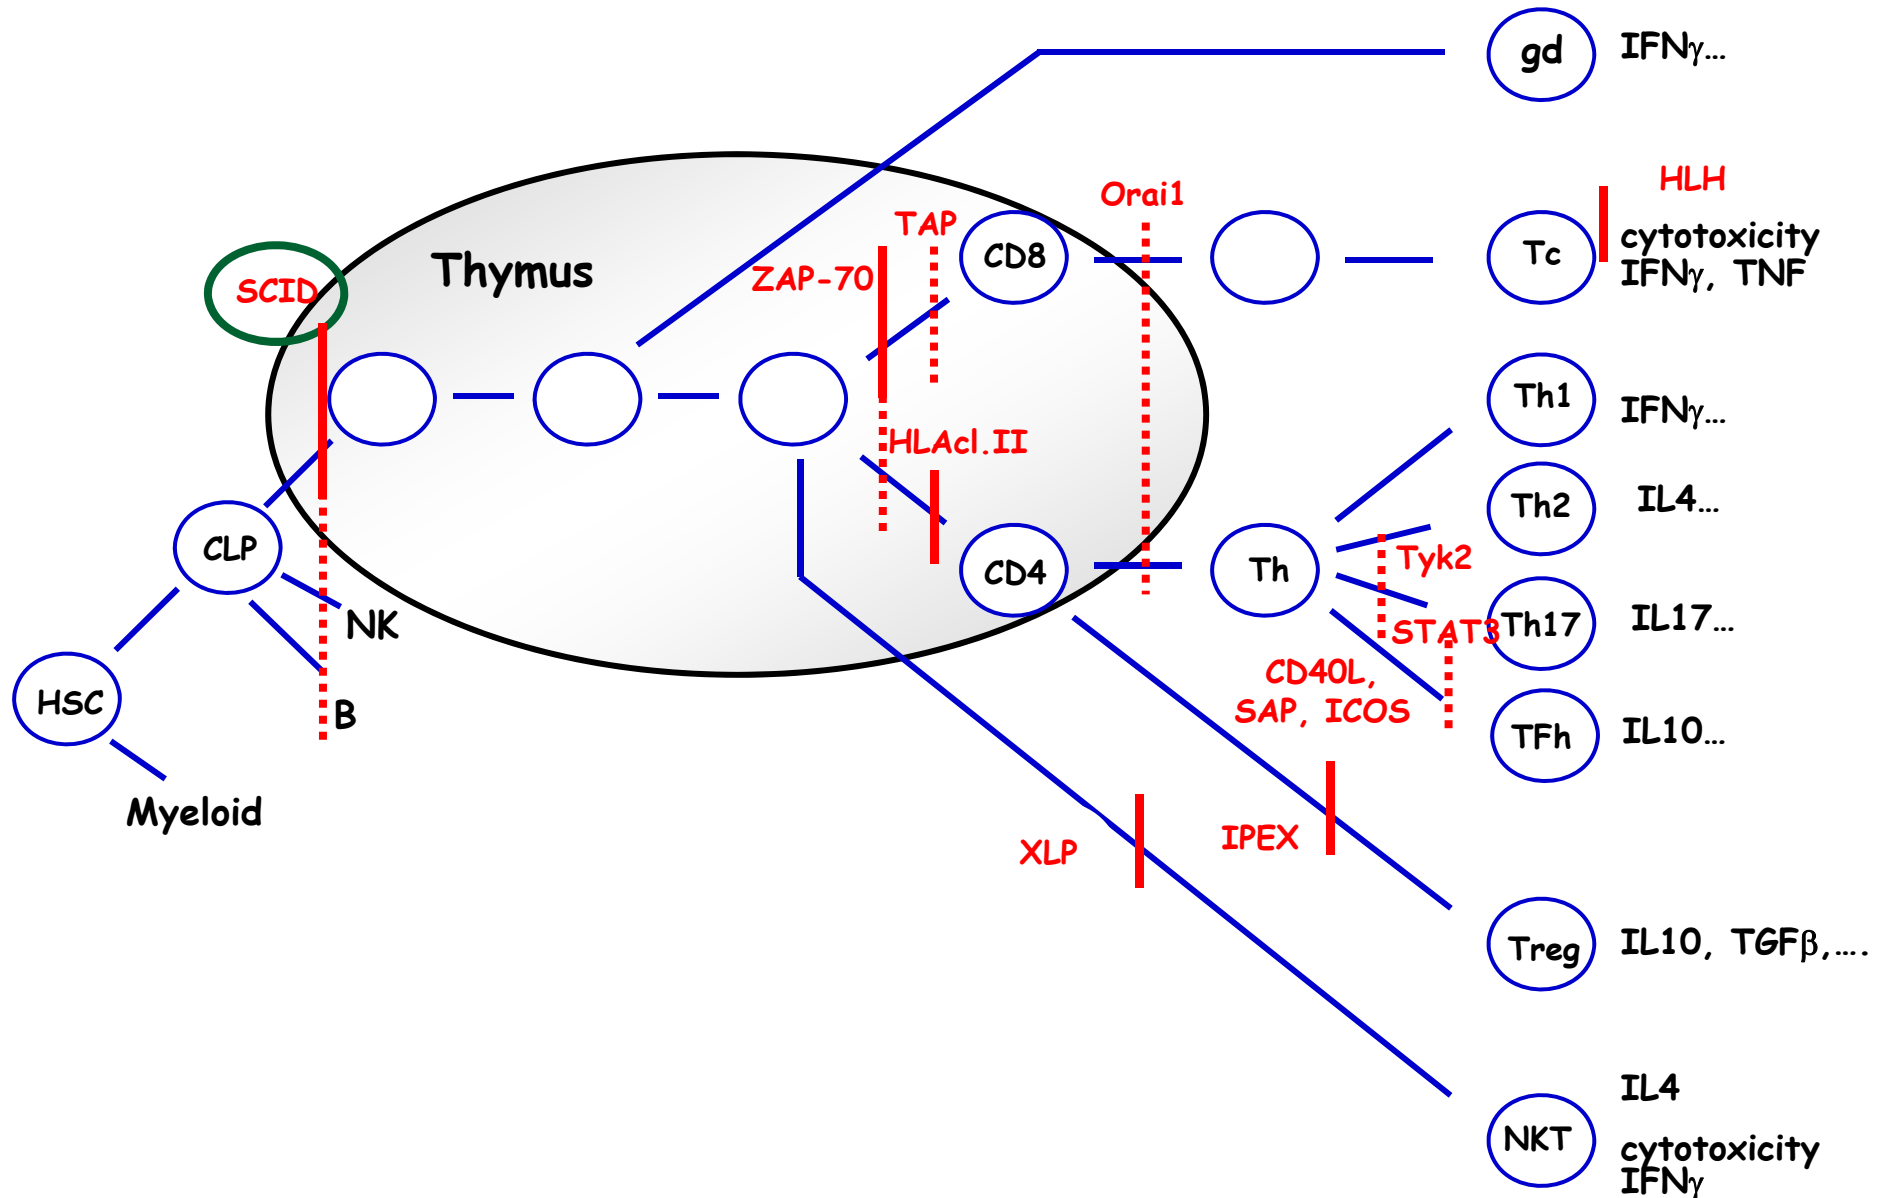 gd
IFNγ...
HLH
Orai1
TAP
cytotoxicity
IFNγ, TNF
CD8
Tc
Thymus
ZAP-70
SCID
Th1
IFNγ...
HLAcl.II
Th2
IL4...
CLP
CD4
Th
Tyk2
NK
STAT3
Th17
IL17...
CD40L,
SAP, ICOS
HSC
B
TFh
IL10...
Myeloid
XLP
IPEX
Treg
IL10, TGFβ,....
IL4
NKT
cytotoxicity
IFNγ